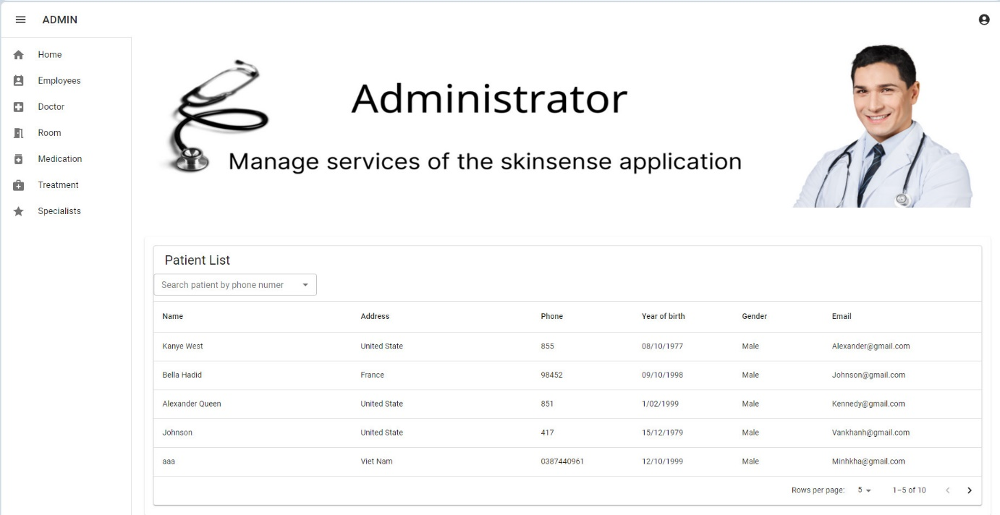 ADMIN
Home
Employees
Doctor
Room
Medication
Treatment
Specialists
Administrator
Manage services of the skinsense application
Patient List
Search patient by phone numer
Name Address Phone Year of birth Gender Email
Kanye West United State 855 08/10/1977 Male Alexander@gmail.com
Bella Hadid France 98452 09/10/1998 Male Johnson@gmail.com
Alexander Queen United State 851 1/02/1999 Male Kennedy@gmail.com
Johnson United State 417 15/12/1979 Male Vankhanh@gmail.com
aaa Viet Nam 0387440961 12/10/1999 Male Minhkha@gmail.com
Rows per page: 5 1–5 of 10